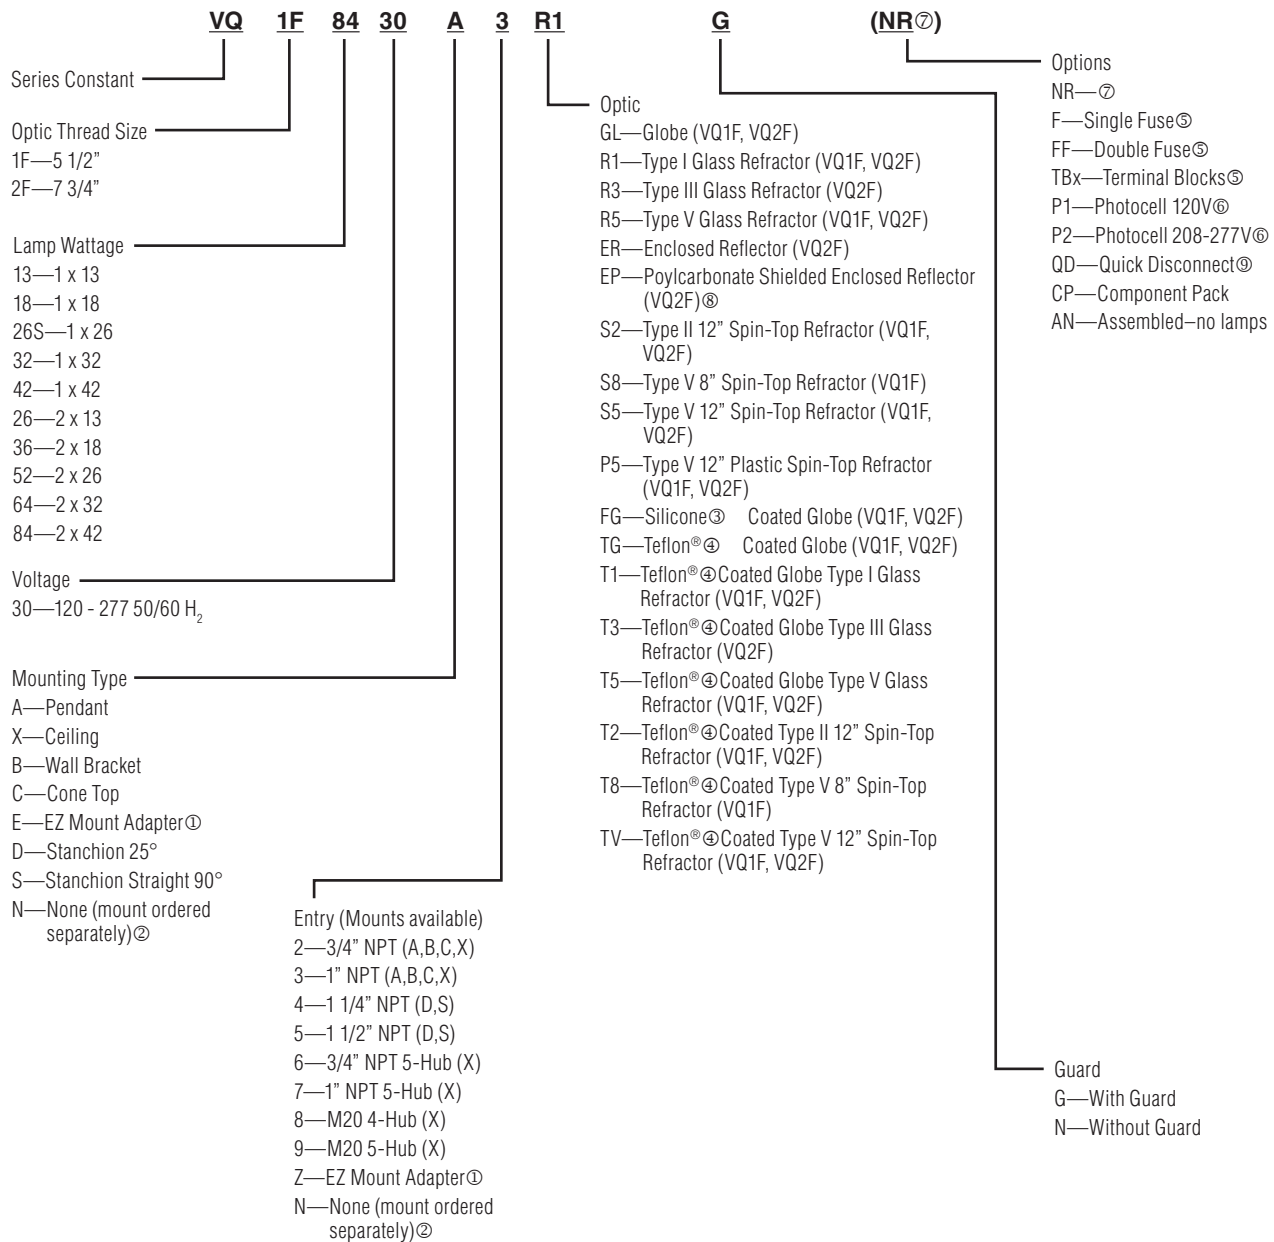 VQ 1F 84 30 A 3 R1 G (NR⑦)
Series Constant
Optic Thread Size
1F—5 1/2”
2F—7 3/4”
Lamp Wattage
13—1 x 13
18—1 x 18
26S—1 x 26
32—1 x 32
42—1 x 42
26—2 x 13
36—2 x 18
52—2 x 26
64—2 x 32
84—2 x 42
Voltage
30—120 - 277 50/60 H2
Mounting Type
A—Pendant
X—Ceiling
B—Wall Bracket
C—Cone Top
E—EZ Mount Adapter①
D—Stanchion 25°
S—Stanchion Straight 90°
N—None (mount ordered
separately)②
Entry (Mounts available)
2—3/4” NPT (A,B,C,X)
3—1” NPT (A,B,C,X)
4—1 1/4” NPT (D,S)
5—1 1/2” NPT (D,S)
6—3/4” NPT 5-Hub (X)
7—1” NPT 5-Hub (X)
8—M20 4-Hub (X)
9—M20 5-Hub (X)
Z—EZ Mount Adapter①
N—None (mount ordered
separately)②
Optic
GL—Globe (VQ1F, VQ2F)
R1—Type I Glass Refractor (VQ1F, VQ2F)
R3—Type III Glass Refractor (VQ2F)
R5—Type V Glass Refractor (VQ1F, VQ2F)
ER—Enclosed Reflector (VQ2F)
EP—Poylcarbonate Shielded Enclosed Reflector
(VQ2F)⑧
S2—Type II 12” Spin-Top Refractor (VQ1F,
VQ2F)
S8—Type V 8” Spin-Top Refractor (VQ1F)
S5—Type V 12” Spin-Top Refractor (VQ1F,
VQ2F)
P5—Type V 12” Plastic Spin-Top Refractor
(VQ1F, VQ2F)
FG—Silicone③ Coated Globe (VQ1F, VQ2F)
TG—Teflon®④ Coated Globe (VQ1F, VQ2F)
T1—Teflon®④Coated Globe Type I Glass
Refractor (VQ1F, VQ2F)
T3—Teflon®④Coated Globe Type III Glass
Refractor (VQ2F)
T5—Teflon®④Coated Globe Type V Glass
Refractor (VQ1F, VQ2F)
T2—Teflon®④Coated Type II 12” Spin-Top
Refractor (VQ1F, VQ2F)
T8—Teflon®④Coated Type V 8” Spin-Top
Refractor (VQ1F)
TV—Teflon®④Coated Type V 12” Spin-Top
Refractor (VQ1F, VQ2F)
Options
NR—⑦
F—Single Fuse⑤
FF—Double Fuse⑤
TBx—Terminal Blocks⑤
P1—Photocell 120V⑥
P2—Photocell 208-277V⑥
QD—Quick Disconnect⑨
CP—Component Pack
AN—Assembled–no lamps
Guard
G—With Guard
N—Without Guard